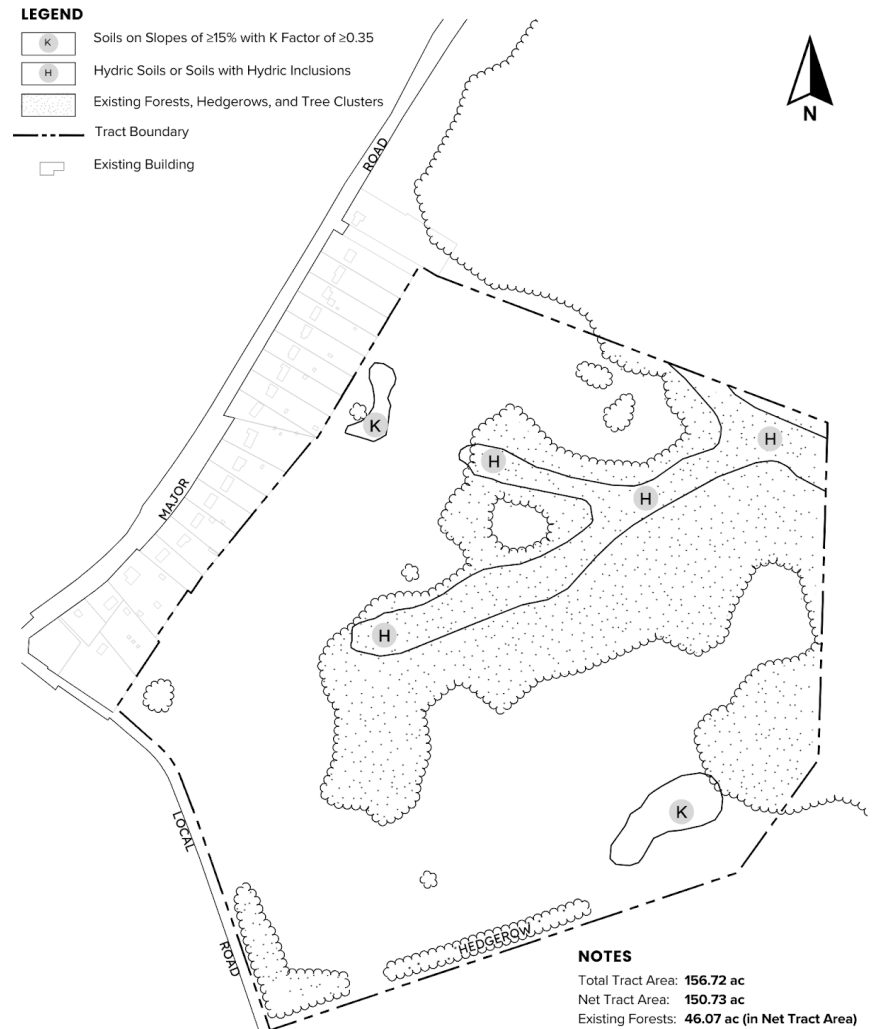 LEGEND
K
Soils on Slopes of ≥15% with K Factor of ≥0.35
H
Hydric Soils or Soils with Hydric Inclusions
Existing Forests, Hedgerows, and Tree Clusters
Tract Boundary
Existing Building
N
ROAD
MAJOR
K
H
H
H
H
K
LOCAL
ROAD
HEDGEROW
NOTES
Total Tract Area: 156.72 ac
Net Tract Area: 150.73 ac
Existing Forests: 46.07 ac (in Net Tract Area)